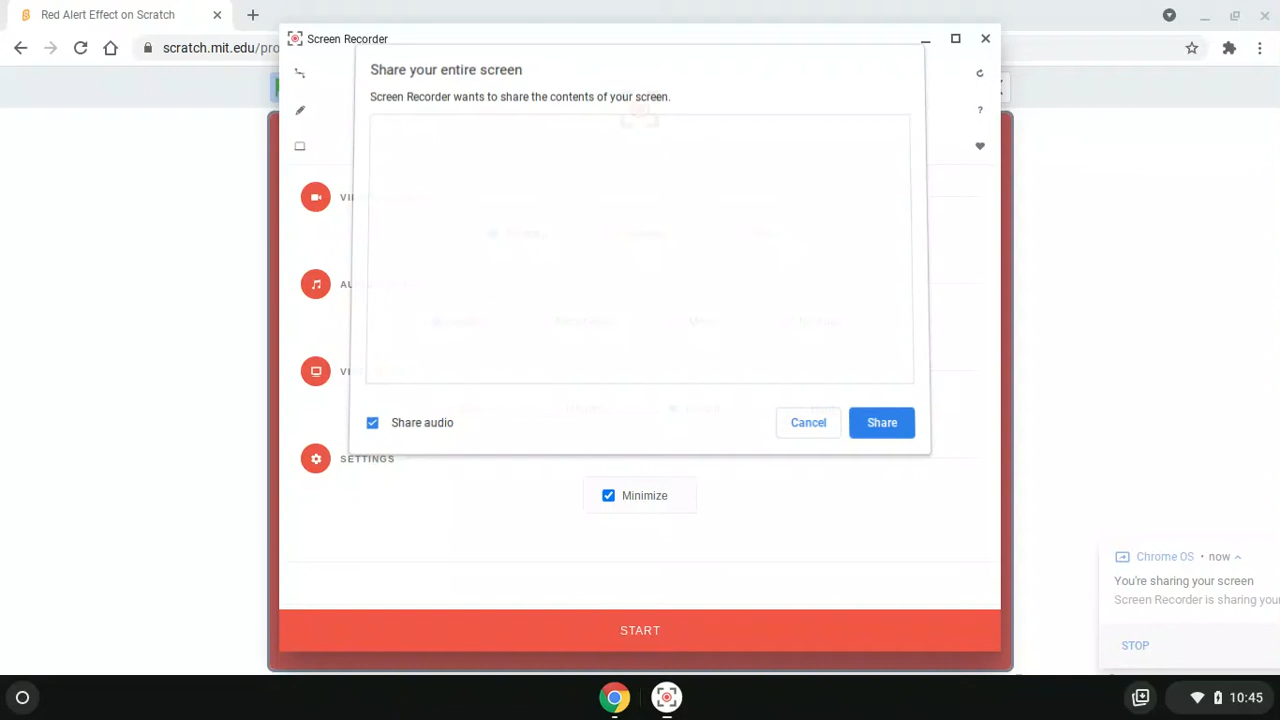 Red Alert Effect on Scratch
scratch.mit.edu/pro
Screen Recorder
Share your entire screen
Screen Recorder wants to share the contents of your screen.
?
VI
AU
V
SETTINGS
Share audio
Cancel
Share
Minimize
START
Chrome OS • now
You're sharing your screen
Screen Recorder is sharing your
STOP
10:45